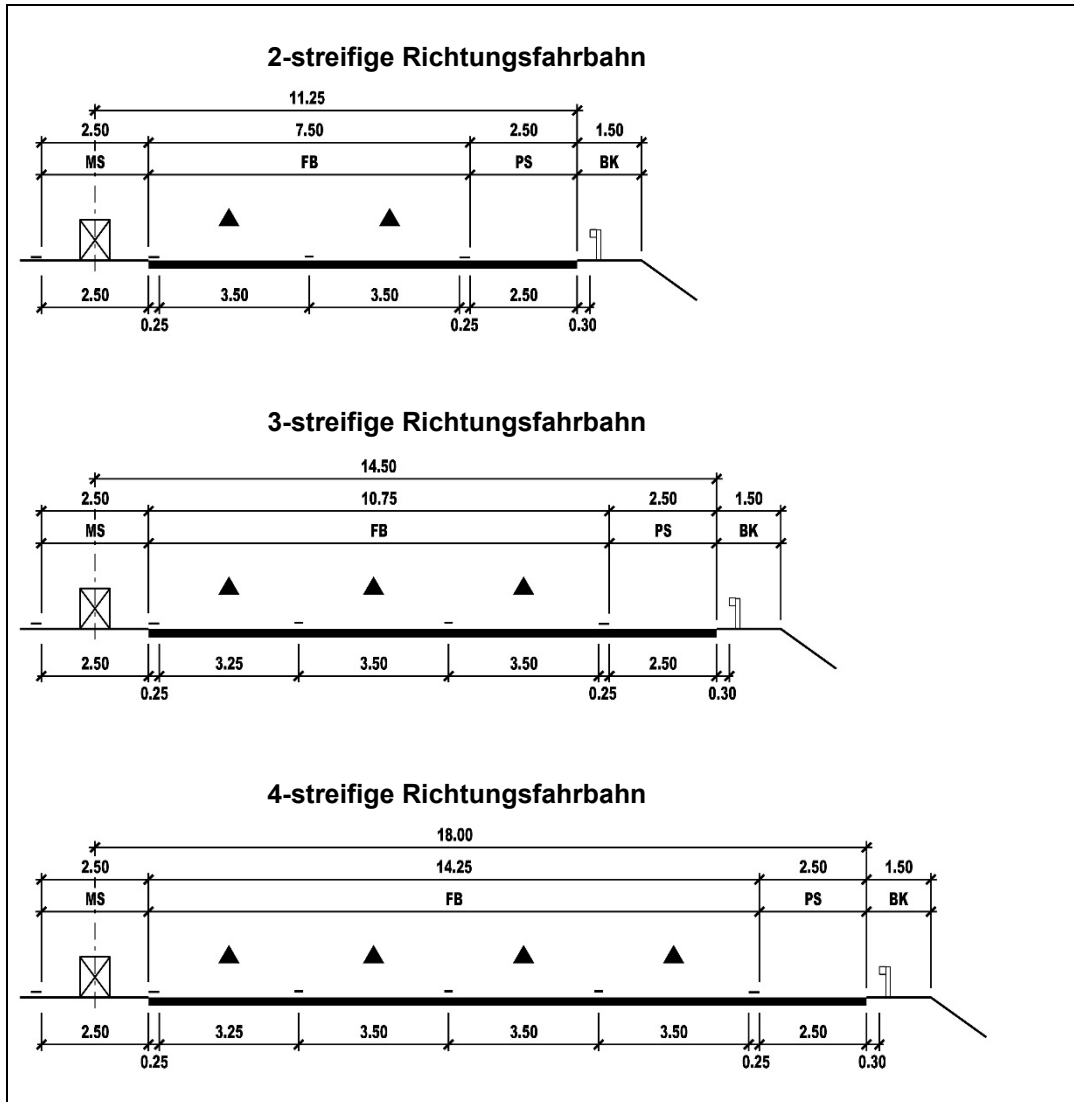 2-streifige Richtungsfahrbahn
11.25
2.50 7.50 2.50 1.50
MS FB PS BK
2.50 3.50 3.50 2.50
0.25 0.25 0.30
3-streifige Richtungsfahrbahn
14.50
2.50 10.75 2.50 1.50
MS FB PS BK
2.50 3.25 3.50 3.50 2.50
0.25 0.25 0.30
4-streifige Richtungsfahrbahn
18.00
2.50 14.25 2.50 1.50
MS FB PS BK
2.50 3.25 3.50 3.50 3.50 2.50
0.25 0.25 0.30